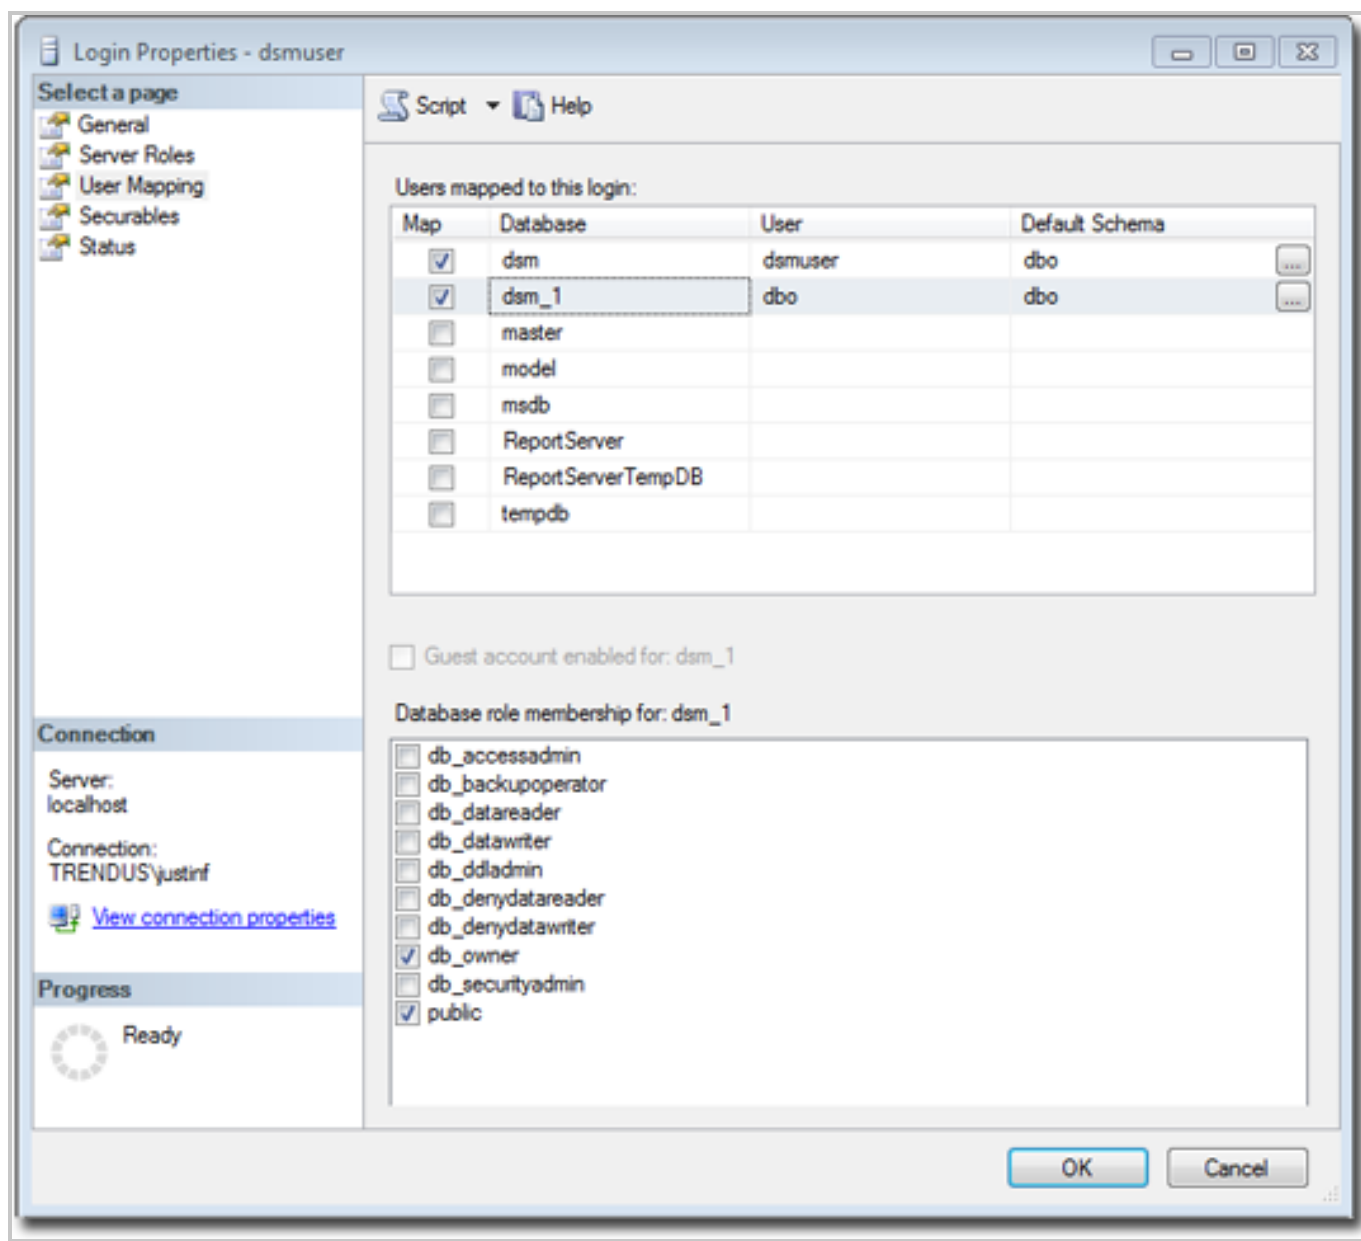 Login Properties - dsmuser
Select a page
General
Server Roles
User Mapping
Securables
Status
Script Help
Users mapped to this login:
Map Database User Default Schema
dsm dsmuser dbo ...
dsm_1 dbo dbo ...
master
model
msdb
ReportServer
ReportServerTempDB
tempdb
Guest account enabled for: dsm_1
Database role membership for: dsm_1
db_accessadmin
db_backupoperator
db_datareader
db_datawriter
db_ddladmin
db_denydatareader
db_denydatawriter
db_owner
db_securityadmin
public
Connection
Server:
localhost
Connection:
TRENDUS\justinf
View connection properties
Progress
Ready
OK Cancel